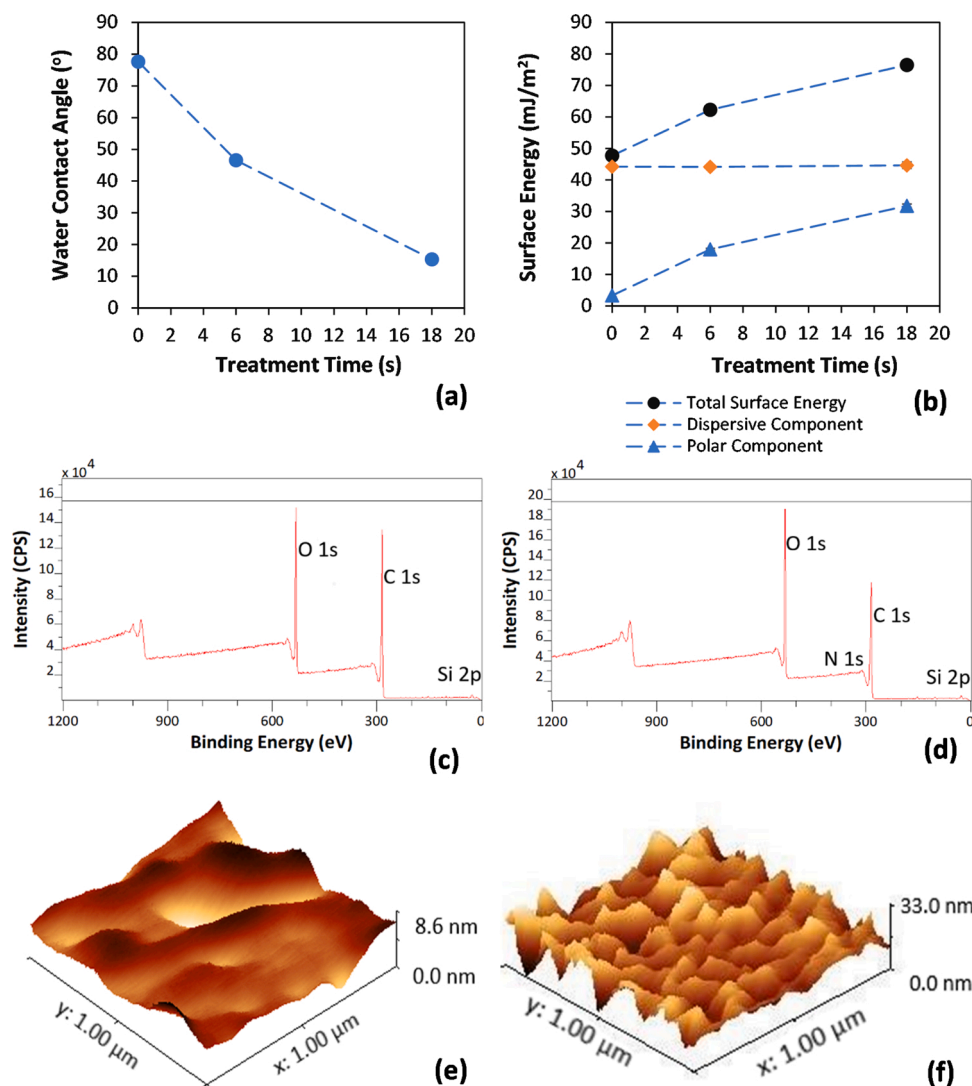 90
80
70
60
50
40
30
20
10
0
Water Contact Angle (º)
0 2 4 6 8 10 12 14 16 18 20
Treatment Time (s)
(a)
90
80
70
60
50
40
30
20
10
0
Surface Energy (mJ/m²)
0 2 4 6 8 10 12 14 16 18 20
Treatment Time (s)
(b)
Total Surface Energy
Dispersive Component
Polar Component
x 10⁴
16
14
12
10
8
6
4
2
Intensity (CPS)
O 1s
C 1s
Si 2p
1200 900 600 300 0
Binding Energy (eV)
(c)
x 10⁴
20
18
16
14
12
10
8
6
4
2
Intensity (CPS)
O 1s
C 1s
N 1s
Si 2p
1200 900 600 300 0
Binding Energy (eV)
(d)
8.6 nm
0.0 nm
y: 1.00 µm
x: 1.00 µm
(e)
33.0 nm
0.0 nm
y: 1.00 µm
x: 1.00 µm
(f)